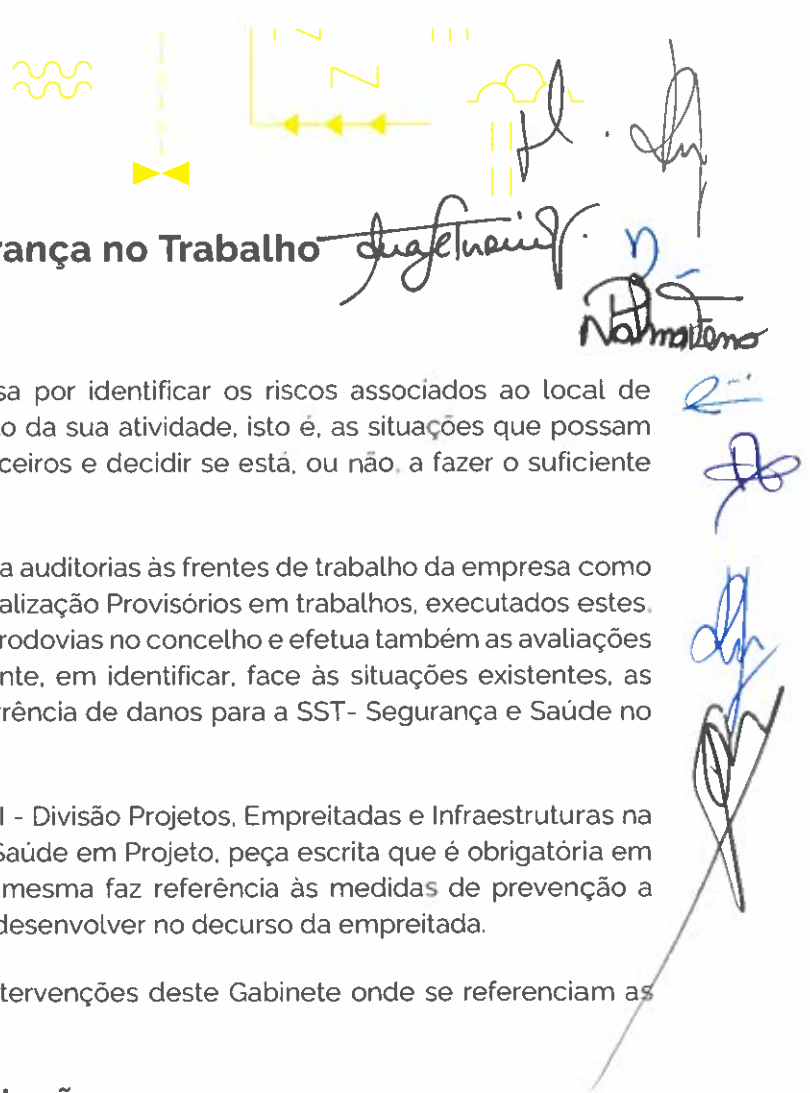 rança no Trabalho
sa por identificar os riscos associados ao local de
o da sua atividade, isto é, as situações que possam
ceiros e decidir se está, ou não, a fazer o suficiente
a auditorias às frentes de trabalho da empresa como
alização Provisórios em trabalhos, executados estes,
rodovias no concelho e efetua também as avaliações
nte, em identificar, face às situações existentes, as
rrência de danos para a SST- Segurança e Saúde no
I - Divisão Projetos, Empreitadas e Infraestruturas na
Saúde em Projeto, peça escrita que é obrigatória em
mesma faz referência às medidas de prevenção a
desenvolver no decurso da empreitada.
tervenções deste Gabinete onde se referenciam as